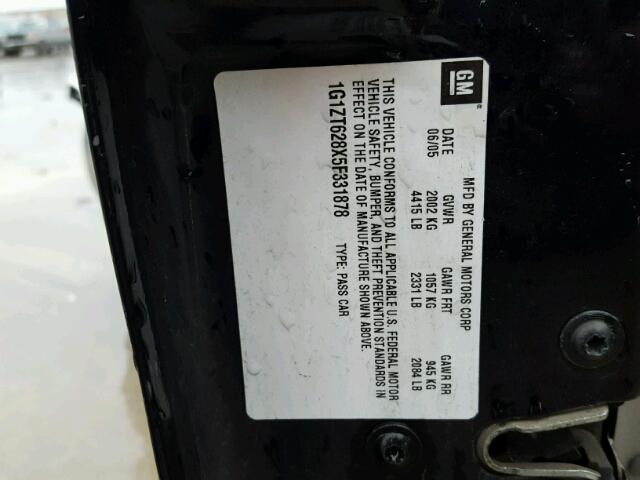 GM
MFD BY GENERAL MOTORS CORP
DATE GVWR GAWR FRT GAWR RR
06/05 2002 KG 1057 KG 945 KG
4415 LB 2331 LB 2084 LB
THIS VEHICLE CONFORMS TO ALL APPLICABLE U.S. FEDERAL MOTOR
VEHICLE SAFETY, BUMPER, AND THEFT PREVENTION STANDARDS IN
EFFECT ON THE DATE OF MANUFACTURE SHOWN ABOVE.
1G1ZT628X5F331878 TYPE: PASS CAR